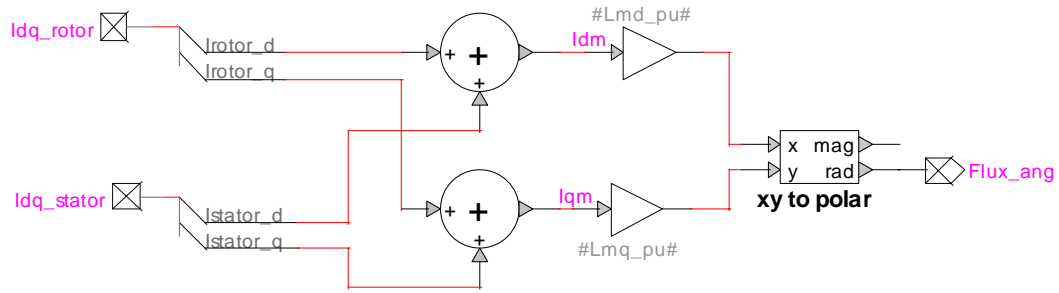 #Lmd_pu#
Idq_rotor
Irotor_d
Irotor_q
+
+
+
Idm
x mag
y rad
xy to polar
Flux_ang
Idq_stator
Istator_d
Istator_q
+
+
+
Iqm
#Lmq_pu#